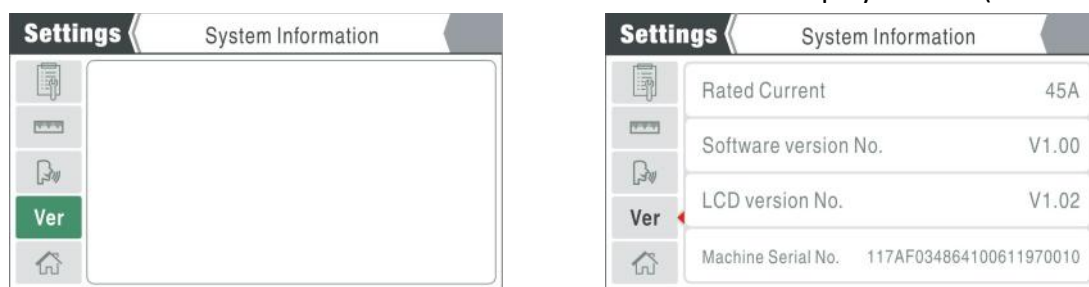 Settings System Information
Ver
Settings System Information
Rated Current 45A
Software version No. V1.00
LCD version No. V1.02
Ver
Machine Serial No. 117AF034864100611970010